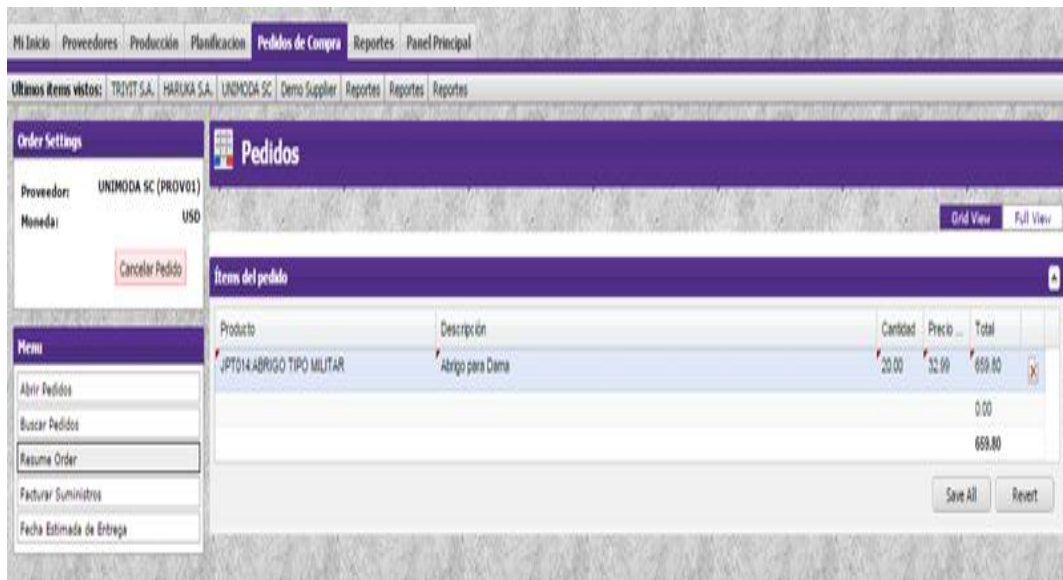 Mi Inicio Proveedores Producción Planificacion Pedidos de Compra Reportes Panel Principal
Ultimos ítems vistos: TRIYIT S.A. HARUKA S.A. UNIMODA SC Demo Supplier Reportes Reportes Reportes
Order Settings
Proveedor: UNIMODA SC (PROV01)
Moneda: USD
Cancelar Pedido
Menu
Abrir Pedidos
Buscar Pedidos
Resume Order
Facturar Suministros
Fecha Estimada de Entrega
Pedidos
Grid View Full View
Ítems del pedido
Producto Descripción Cantidad Precio ... Total
JPT014:ABRIGO TIPO MILITAR Abrigo para Dama 20.00 32.99 659.80
0.00
659.80
Save All Revert